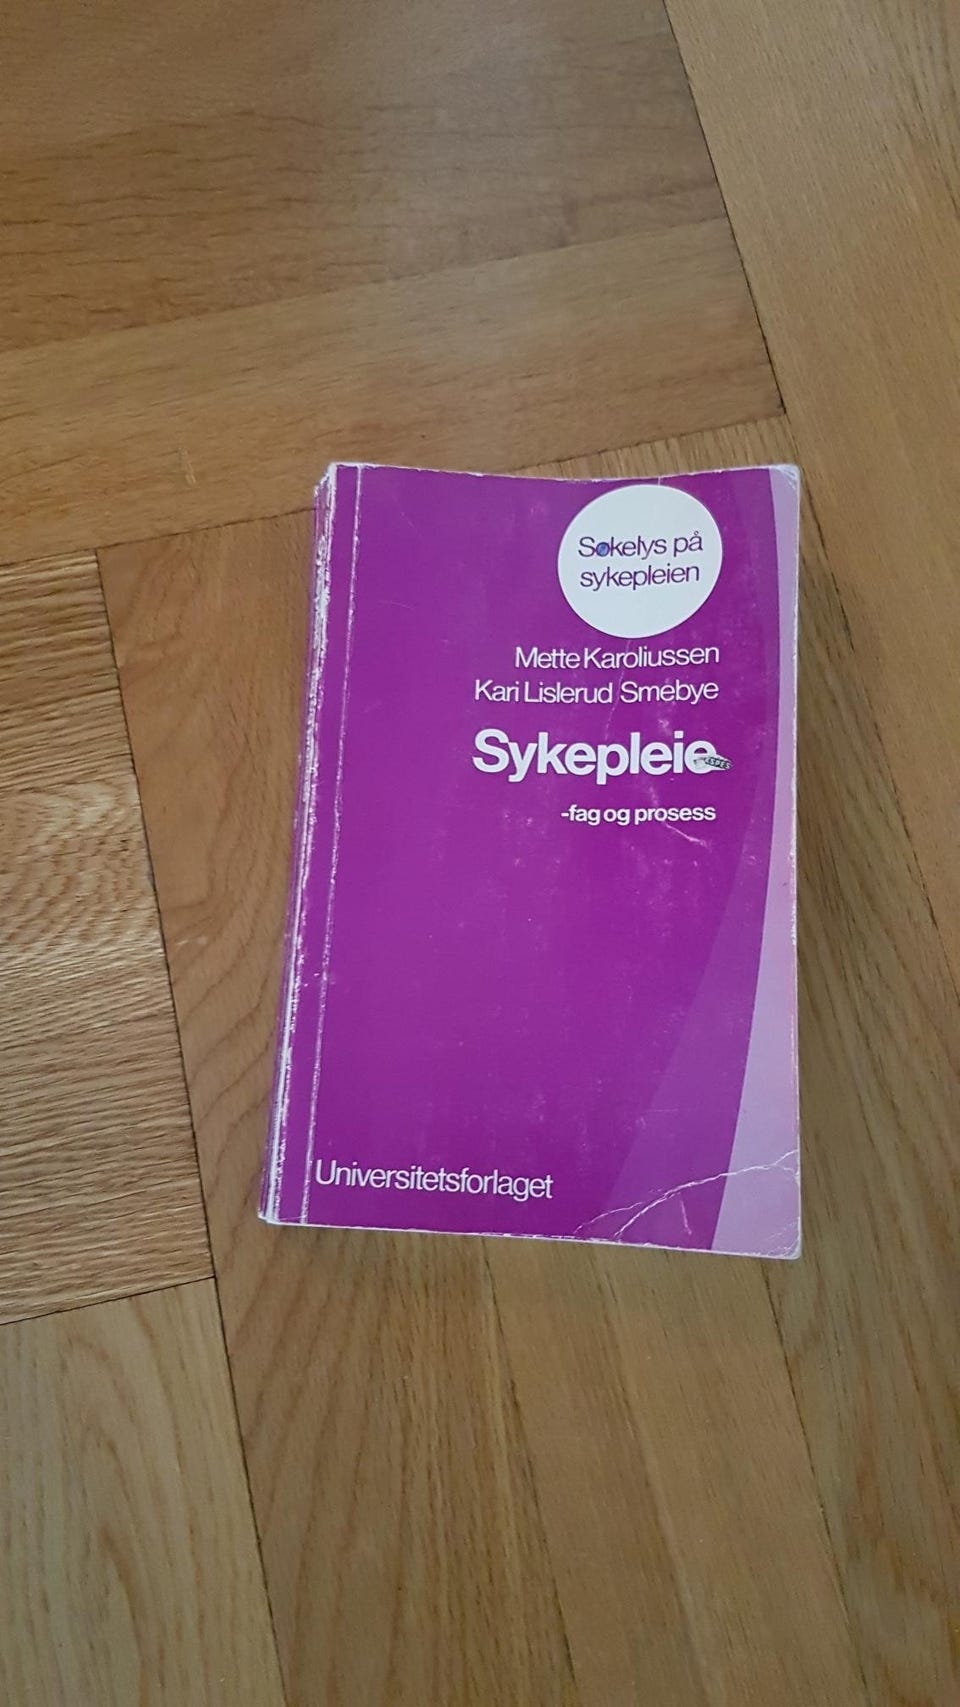 Søkelys på
sykepleien
Mette Karoliussen
Kari Lislerud Smebye
Sykepleie
-fag og prosess
Universitetsforlaget